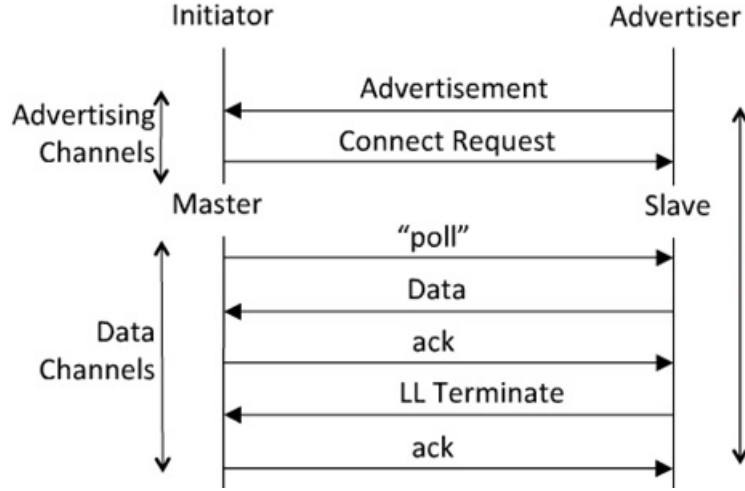 Initiator
Advertiser
Advertisement
Advertising
Channels
Connect Request
Master
Slave
“poll”
Data
Data
Channels
ack
LL Terminate
ack